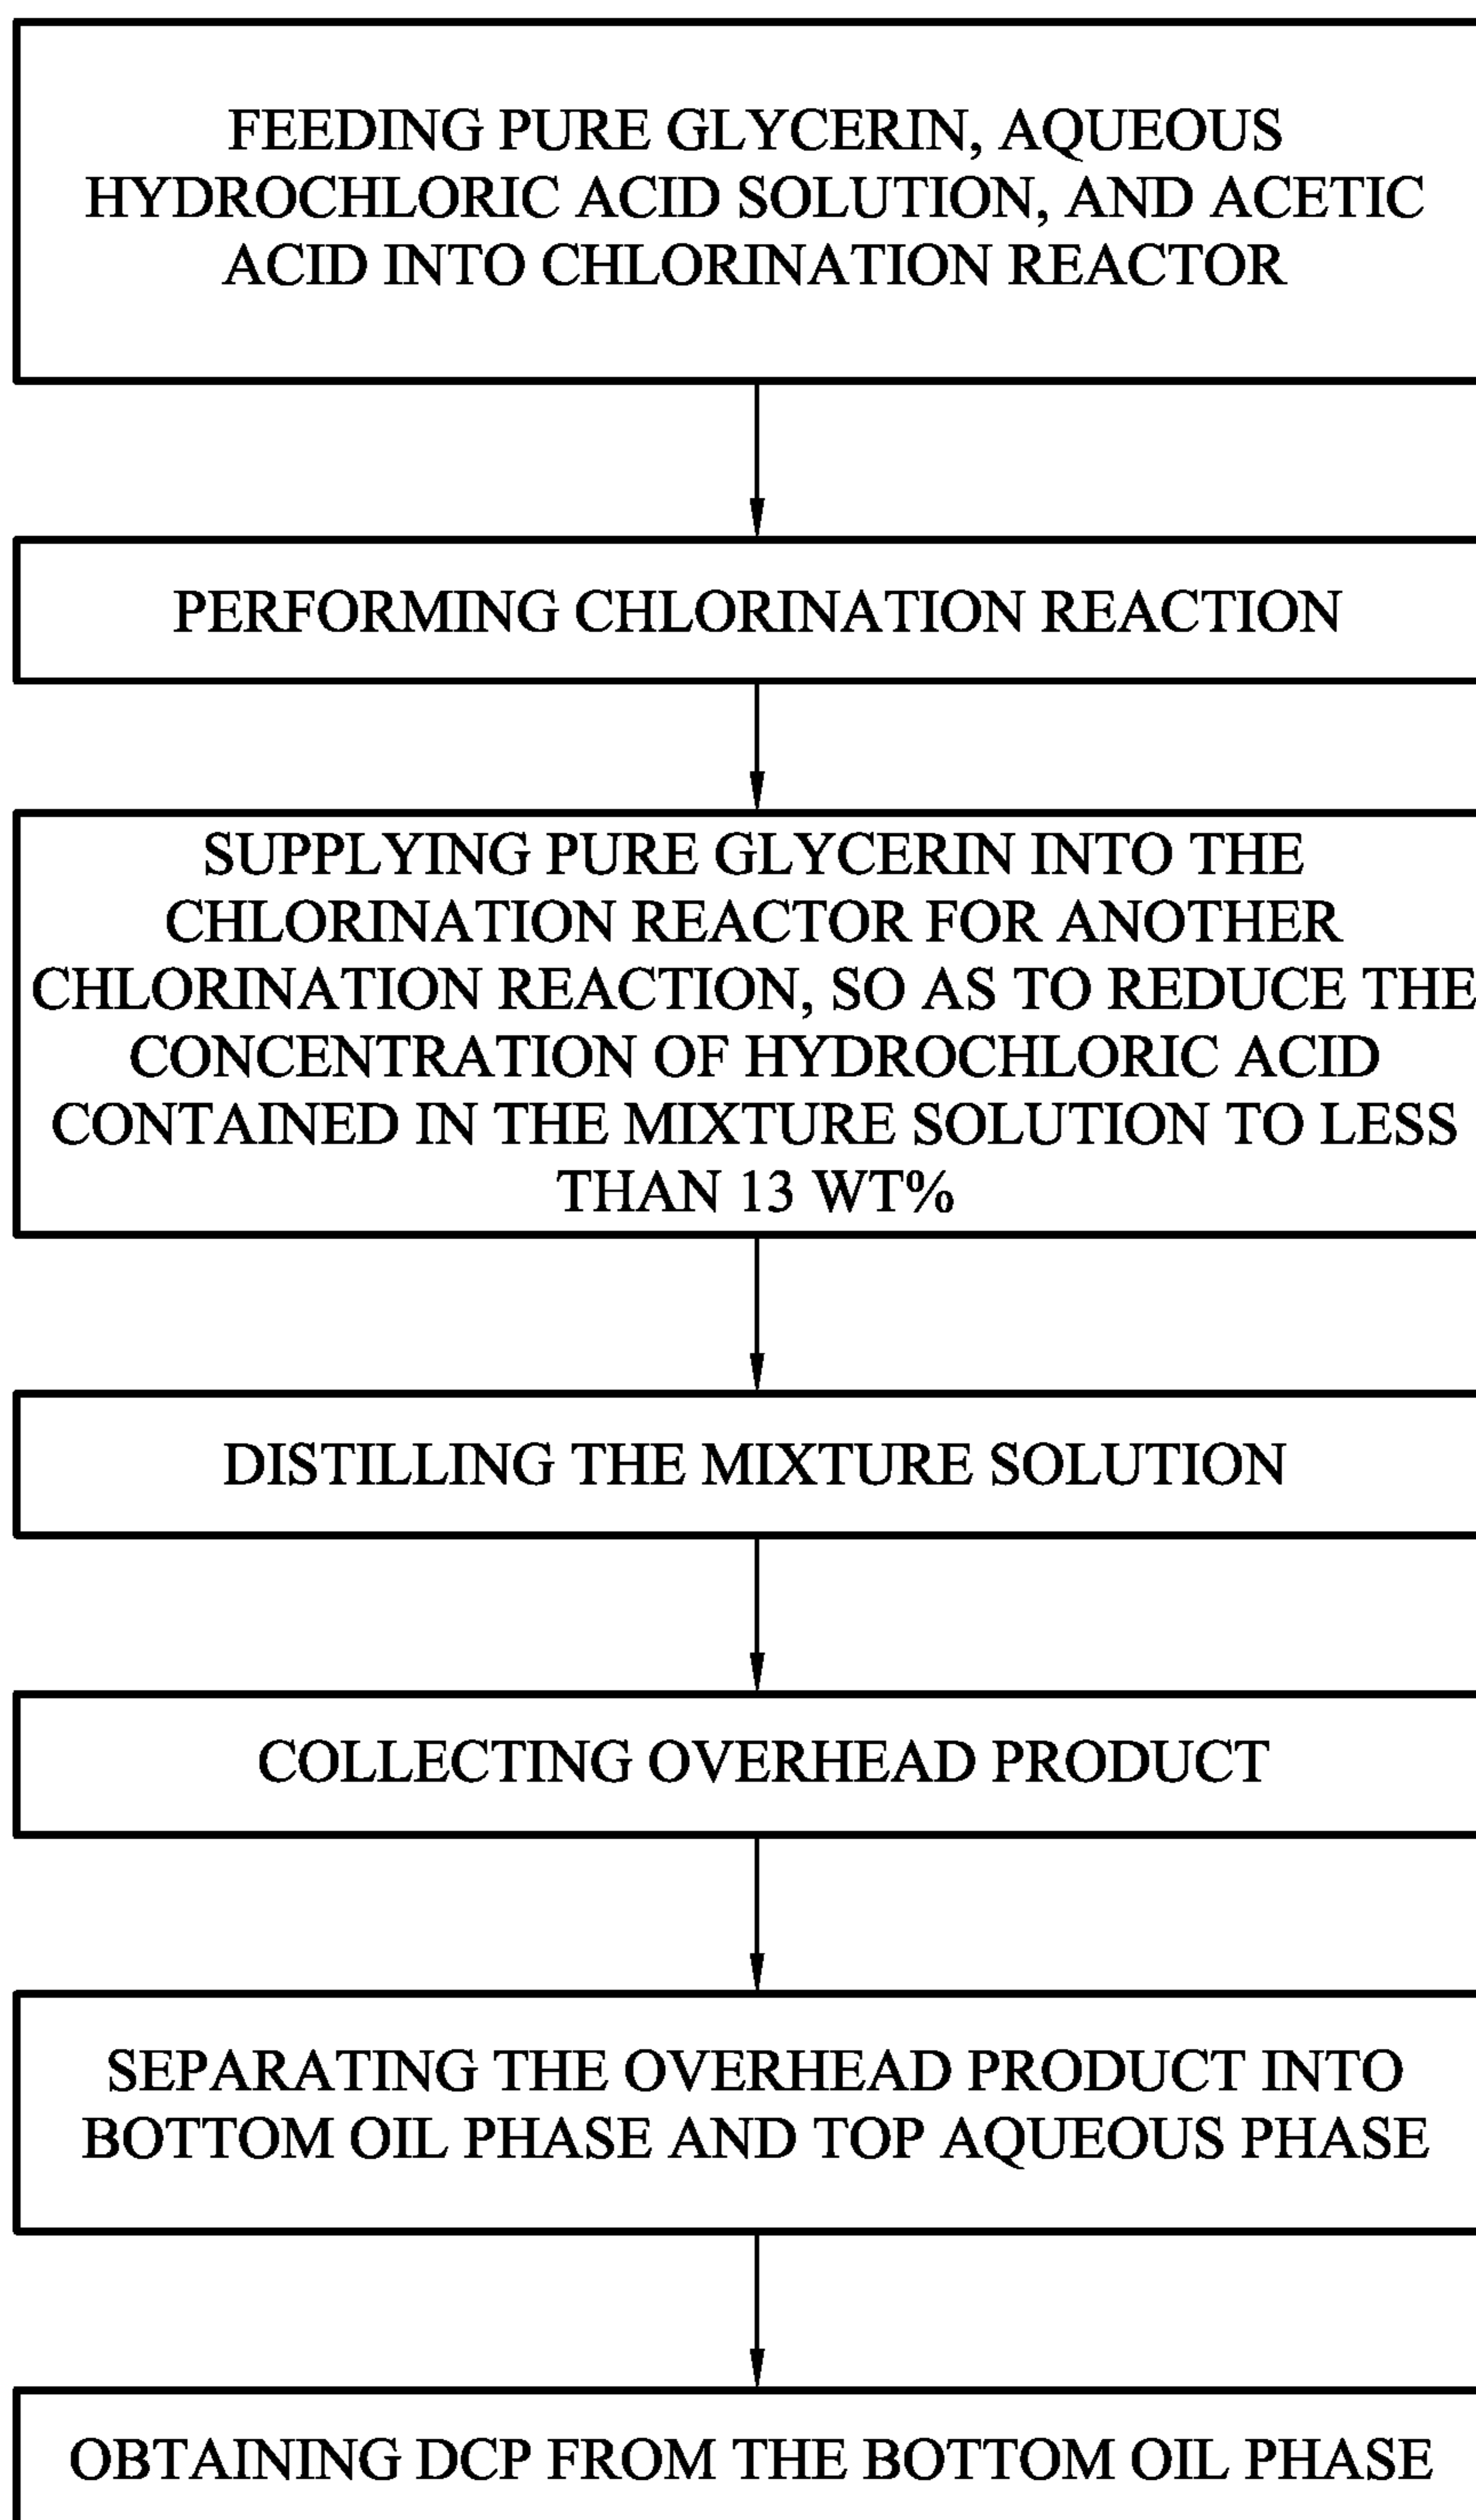 FEEDING PURE GLYCERIN, AQUEOUS
HYDROCHLORIC ACID SOLUTION, AND ACETIC
ACID INTO CHLORINATION REACTOR
PERFORMING CHLORINATION REACTION
SUPPLYING PURE GLYCERIN INTO THE
CHLORINATION REACTOR FOR ANOTHER
CHLORINATION REACTION, SO AS TO REDUCE THE
CONCENTRATION OF HYDROCHLORIC ACID
CONTAINED IN THE MIXTURE SOLUTION TO LESS
THAN 13 WT%
DISTILLING THE MIXTURE SOLUTION
COLLECTING OVERHEAD PRODUCT
SEPARATING THE OVERHEAD PRODUCT INTO
BOTTOM OIL PHASE AND TOP AQUEOUS PHASE
OBTAINING DCP FROM THE BOTTOM OIL PHASE